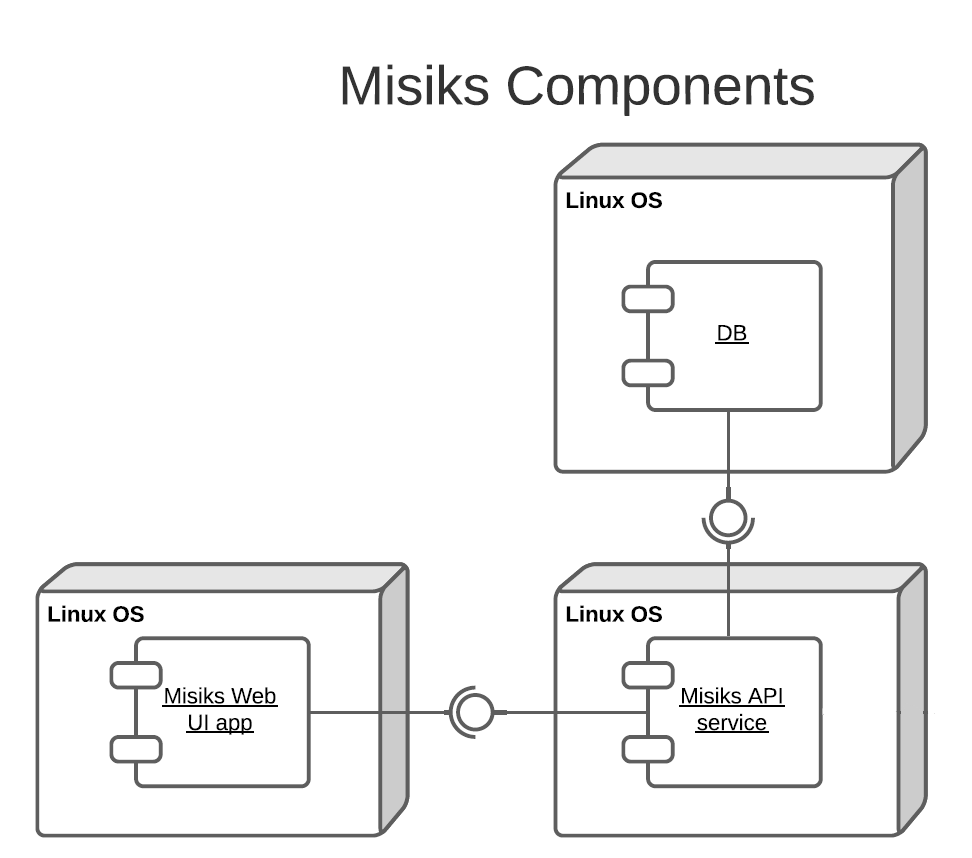 Misiks Components
Linux OS
DB
Linux OS
Misiks Web
UI app
Linux OS
Misiks API
service